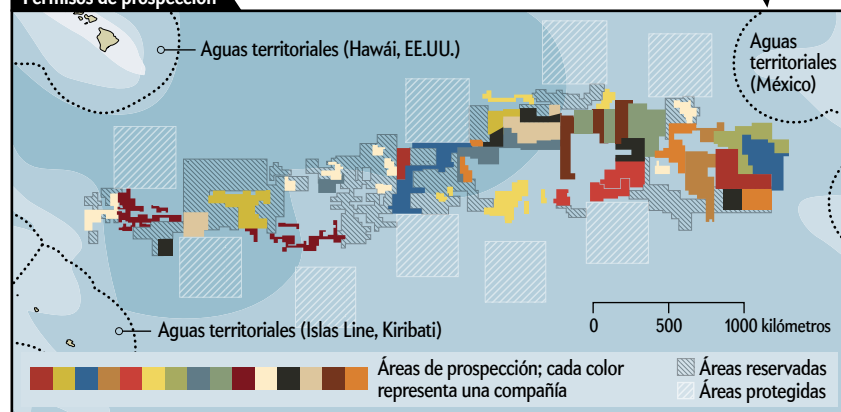 Permisos de prospección
Aguas territoriales (Hawái, EE.UU.)
Aguas
territoriales
(México)
Aguas territoriales (Islas Line, Kiribati)
0 500 1000 kilómetros
Áreas de prospección; cada color
representa una compañía
Áreas reservadas
Áreas protegidas